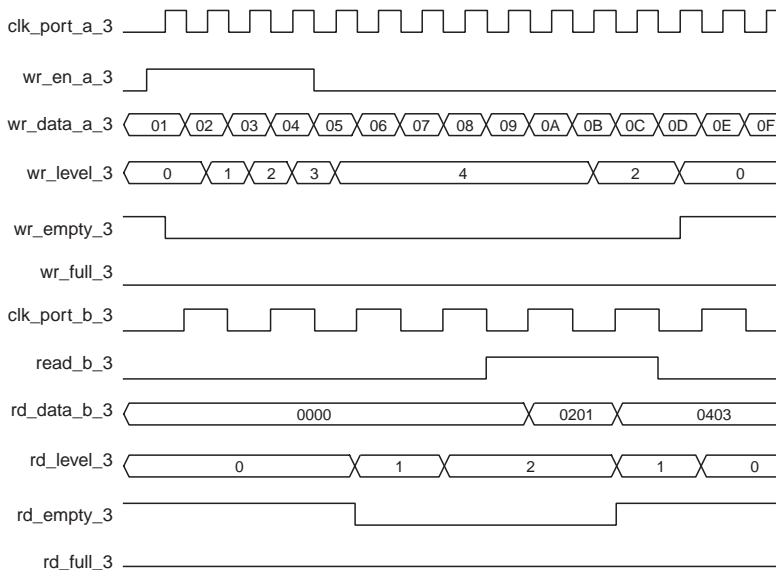 clk_port_a_3
wr_en_a_3
wr_data_a_3 01 02 03 04 05 06 07 08 09 0A 0B 0C 0D 0E 0F
wr_level_3 0 1 2 3 4 2 0
wr_empty_3
wr_full_3
clk_port_b_3
read_b_3
rd_data_b_3 0000 0201 0403
rd_level_3 0 1 2 1 0
rd_empty_3
rd_full_3